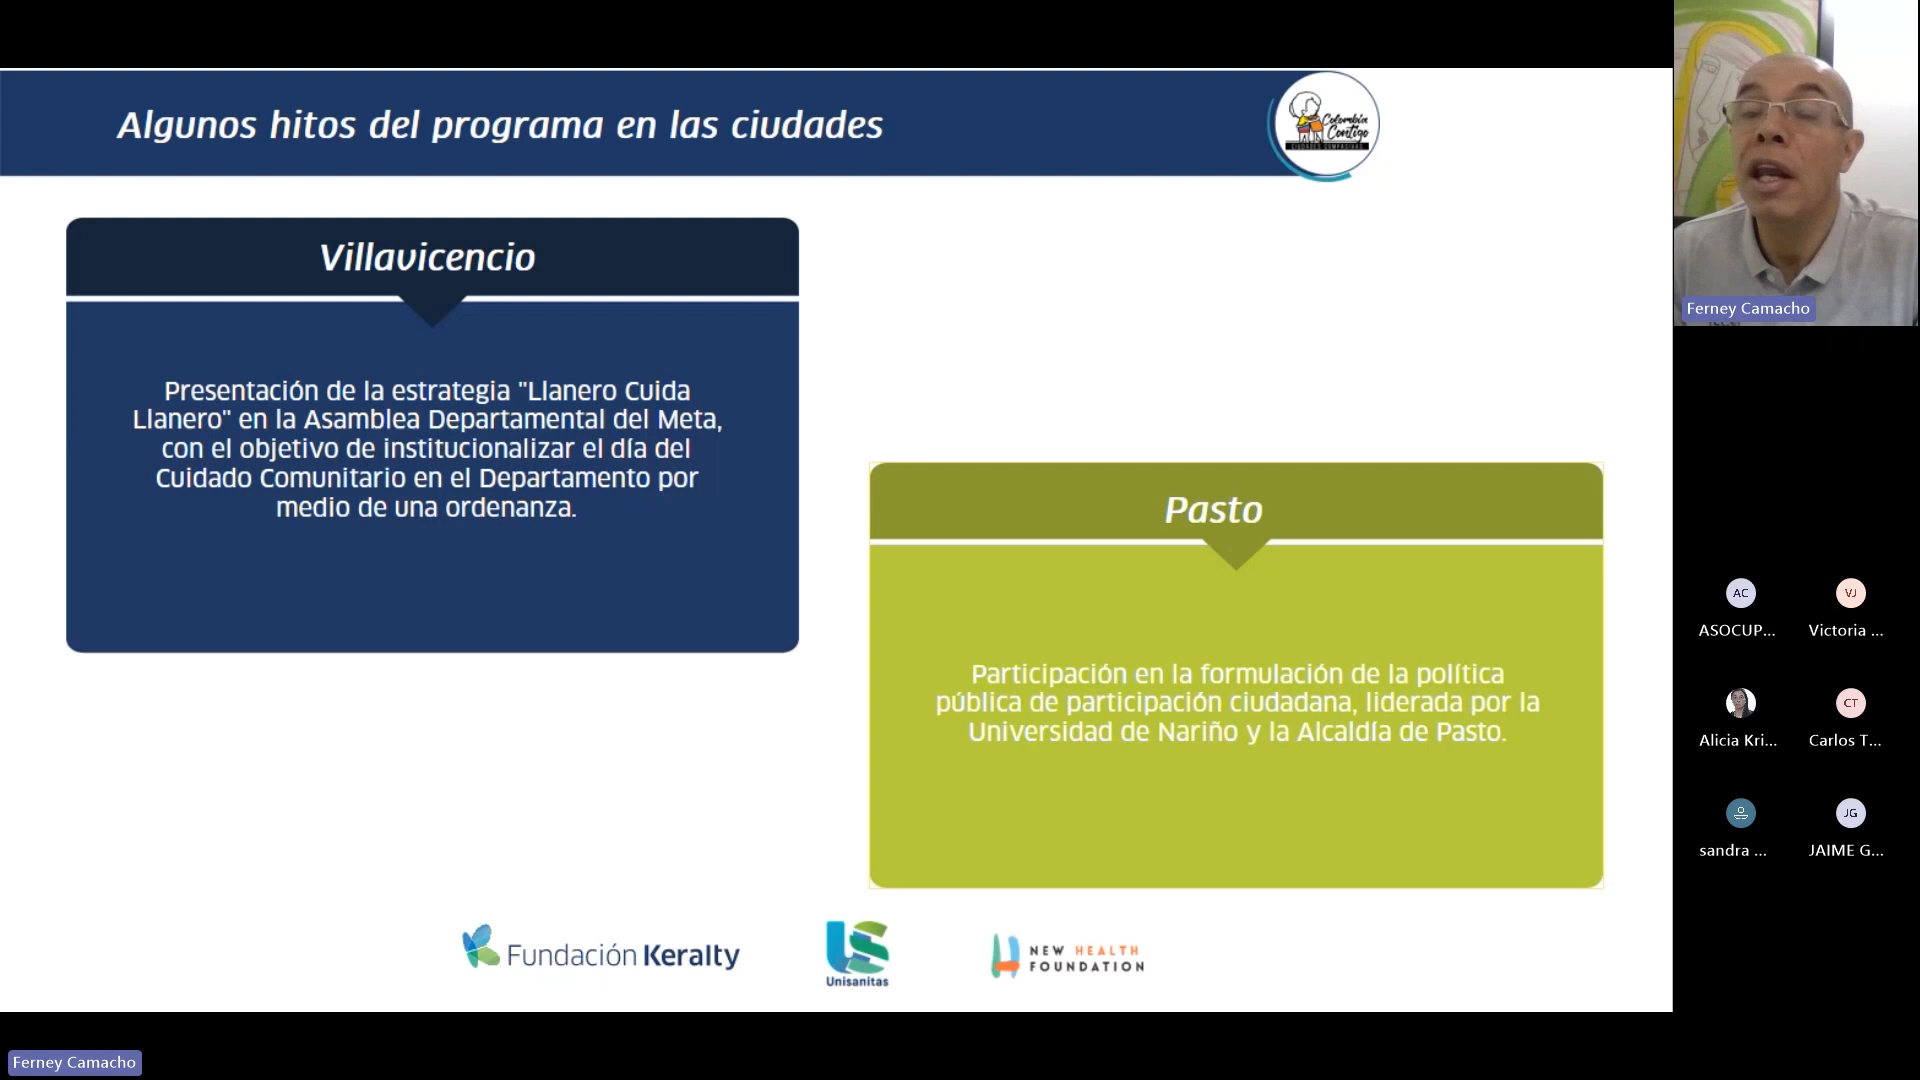 Algunos hitos del programa en las ciudades
Colombia
Contigo
CIUDADES COMPASIVAS
Villavicencio
Presentación de la estrategia "Llanero Cuida
Llanero" en la Asamblea Departamental del Meta,
con el objetivo de institucionalizar el día del
Cuidado Comunitario en el Departamento por
medio de una ordenanza.
Pasto
Participación en la formulación de la política
pública de participación ciudadana, liderada por la
Universidad de Nariño y la Alcaldía de Pasto.
Fundación Keralty
US
Unisanitas
NEW HEALTH
FOUNDATION
Ferney Camacho
AC
VJ
ASOCUP...
Victoria ...
CT
Alicia Kri...
Carlos T...
JG
sandra ...
JAIME G...
Ferney Camacho